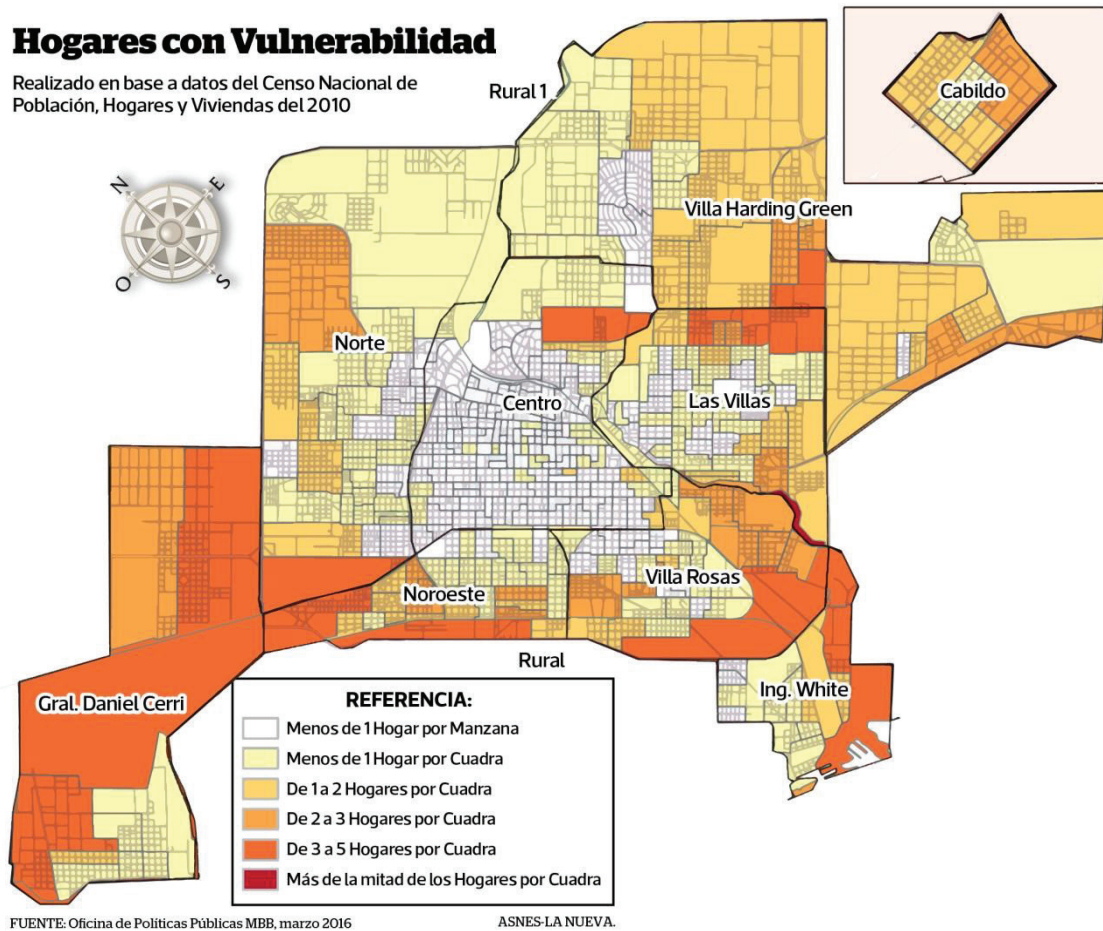 Hogares con Vulnerabilidad
Realizado en base a datos del Censo Nacional de
Población, Hogares y Viviendas del 2010
N
E
O
S
Rural 1
Cabildo
Villa Harding Green
Norte
Centro
Las Villas
Noroeste
Villa Rosas
Rural
Gral. Daniel Cerri
Ing. White
REFERENCIA:
Menos de 1 Hogar por Manzana
Menos de 1 Hogar por Cuadra
De 1 a 2 Hogares por Cuadra
De 2 a 3 Hogares por Cuadra
De 3 a 5 Hogares por Cuadra
Más de la mitad de los Hogares por Cuadra
FUENTE: Oficina de Políticas Públicas MBB, marzo 2016
ASNES-LA NUEVA.